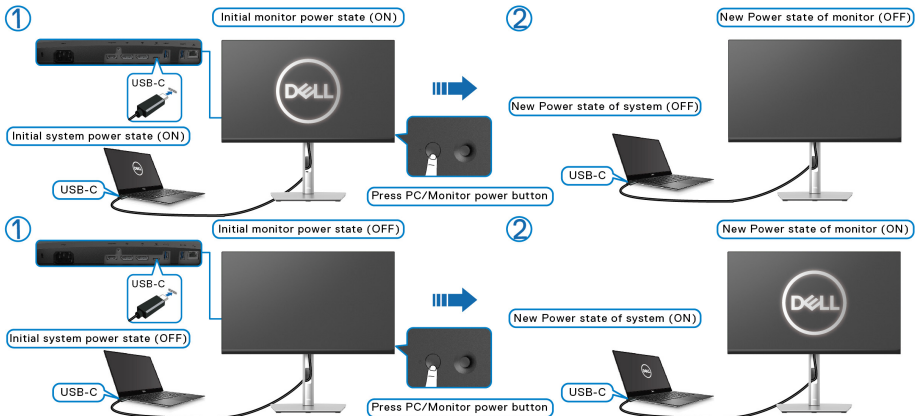 1
Initial monitor power state (ON)
2
New Power state of monitor (OFF)
USB-C
DELL
New Power state of system (OFF)
Initial system power state (ON)
DELL
USB-C
Press PC/Monitor power button
USB-C
1
Initial monitor power state (OFF)
2
New Power state of monitor (ON)
USB-C
DELL
New Power state of system (ON)
Initial system power state (OFF)
DELL
USB-C
Press PC/Monitor power button
USB-C